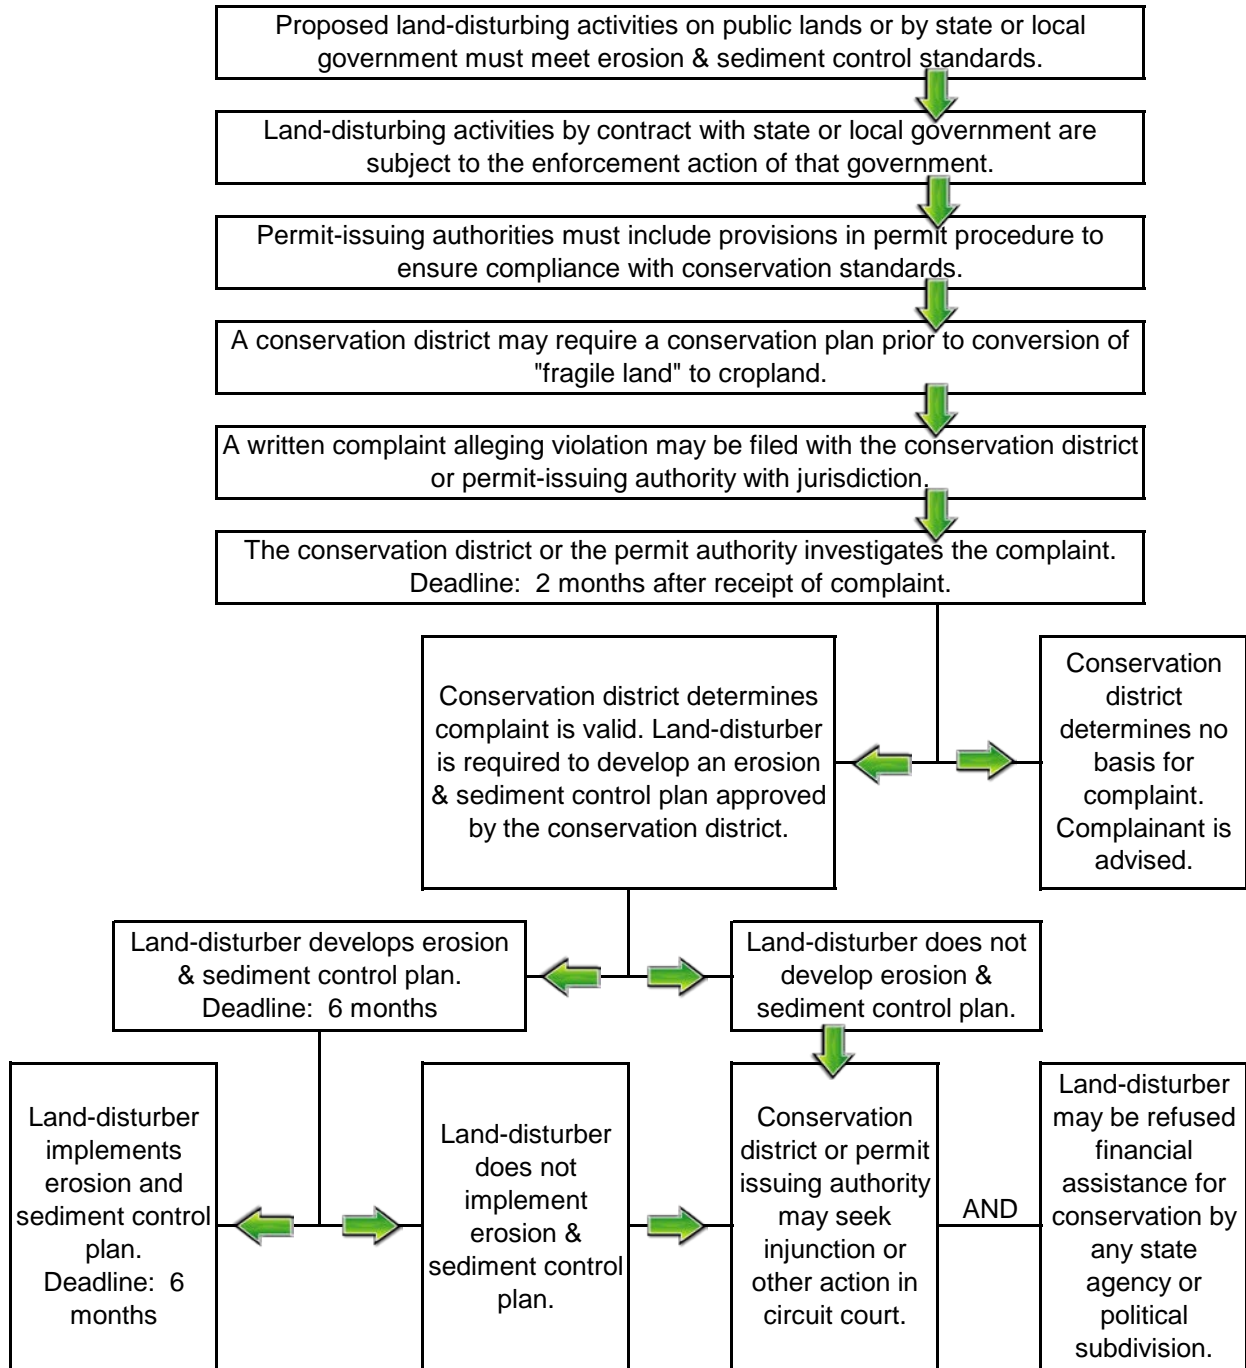 Proposed land-disturbing activities on public lands or by state or local
government must meet erosion & sediment control standards.
Land-disturbing activities by contract with state or local government are
subject to the enforcement action of that government.
Permit-issuing authorities must include provisions in permit procedure to
ensure compliance with conservation standards.
A conservation district may require a conservation plan prior to conversion of
"fragile land" to cropland.
A written complaint alleging violation may be filed with the conservation district
or permit-issuing authority with jurisdiction.
The conservation district or the permit authority investigates the complaint.
Deadline:  2 months after receipt of complaint.
Conservation district determines
complaint is valid. Land-disturber
is required to develop an erosion
& sediment control plan approved
by the conservation district.
Conservation
district
determines no
basis for
complaint.
Complainant is
advised.
Land-disturber develops erosion
& sediment control plan.
Deadline:  6 months
Land-disturber does not
develop erosion &
sediment control plan.
Land-disturber
implements
erosion and
sediment control
plan.
Deadline:  6
months
Land-disturber
does not
implement
erosion &
sediment control
plan.
Conservation
district or permit
issuing authority
may seek
injunction or
other action in
circuit court.
AND
Land-disturber
may be refused
financial
assistance for
conservation by
any state
agency or
political
subdivision.